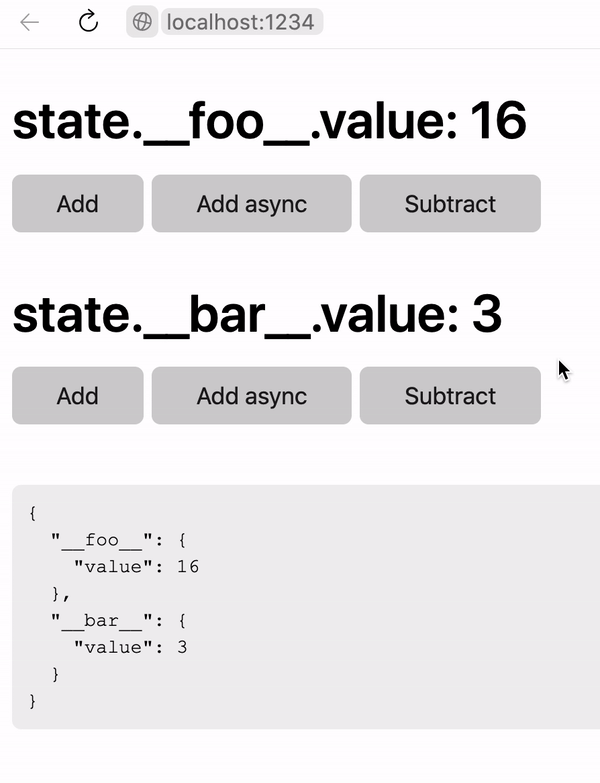 localhost:1234
state.__foo__.value: 16
Add Add async Subtract
state.__bar__.value: 3
Add Add async Subtract
{
  "__foo__": {
    "value": 16
  },
  "__bar__": {
    "value": 3
  }
}